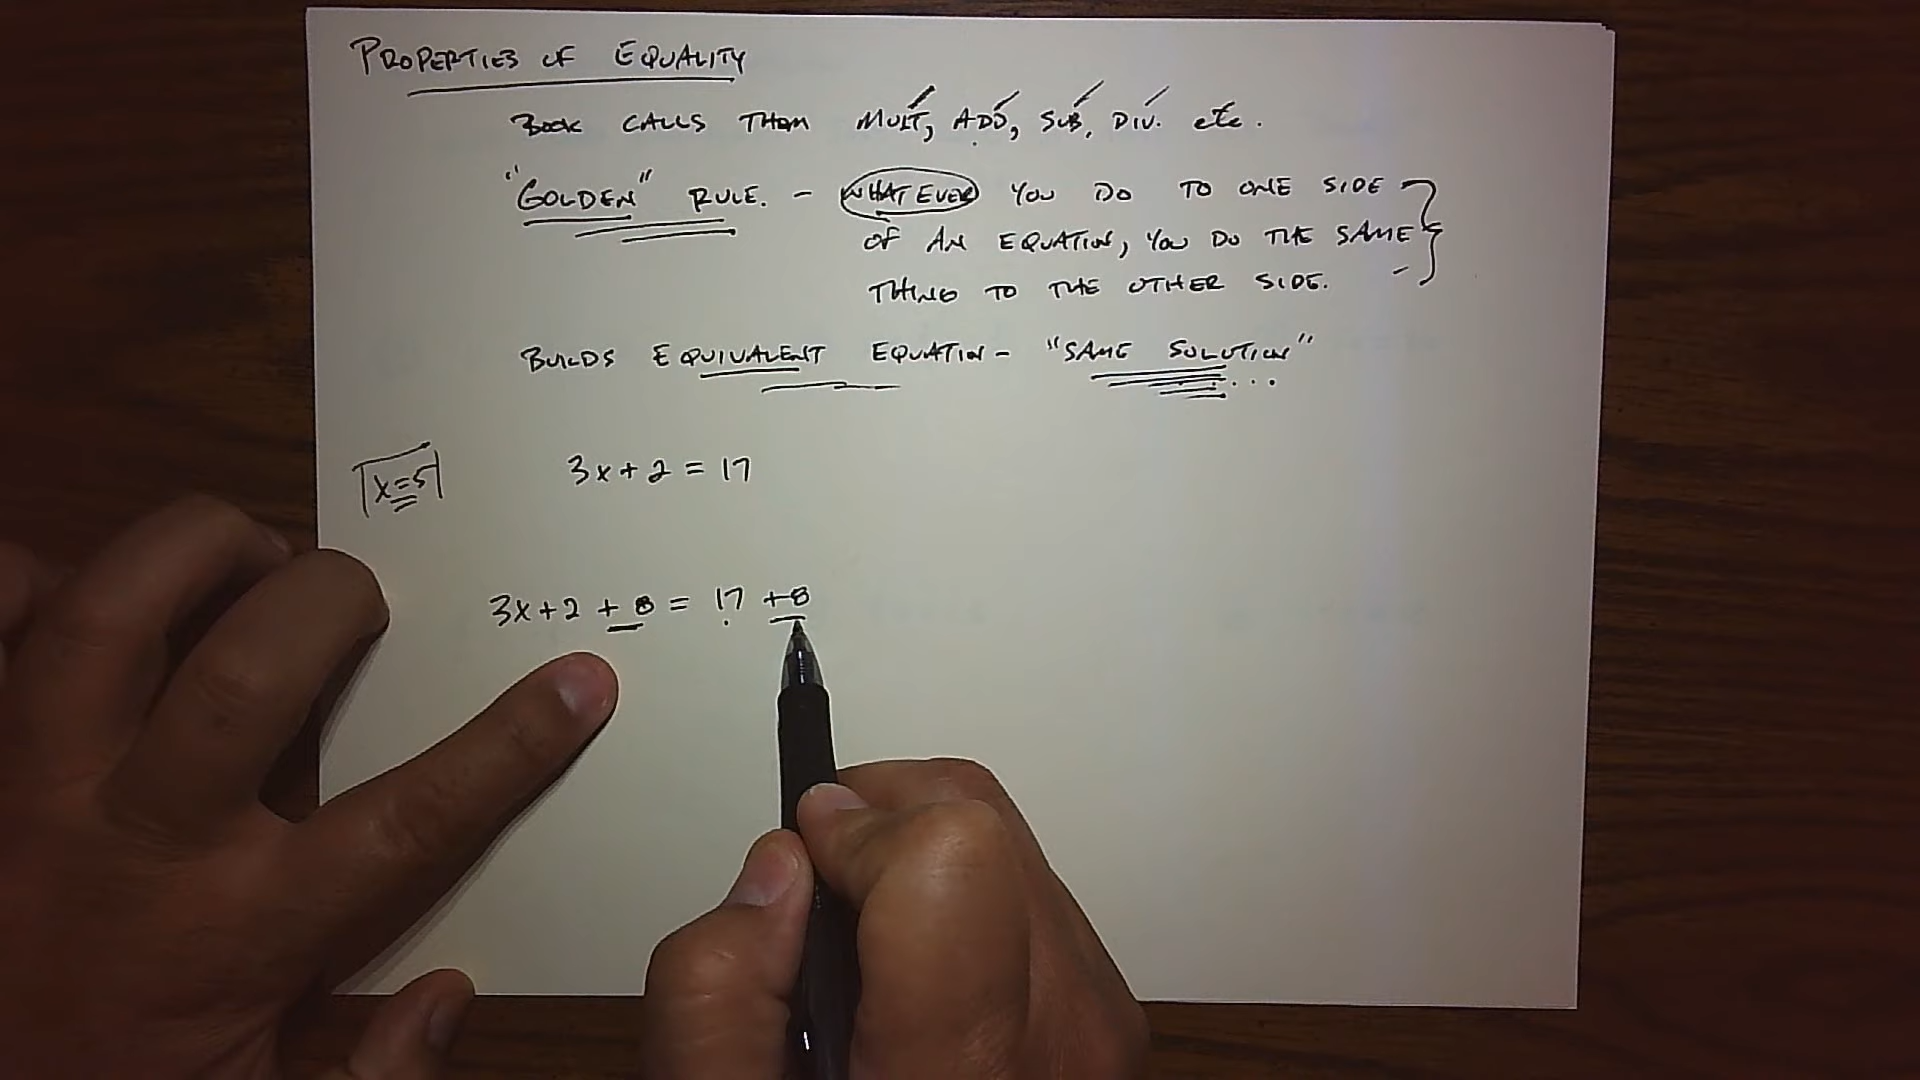 PROPERTIES OF EQUALITY
BOOK CALLS THEM MULT, ADD, SUB, DIV. etc.
"GOLDEN" RULE. - WHATEVER YOU DO TO ONE SIDE
OF AN EQUATION, YOU DO THE SAME
THING TO THE OTHER SIDE.
BUILDS EQUIVALENT EQUATION - "SAME SOLUTION"
x=5
3x+2=17
3x+2+8=17+8